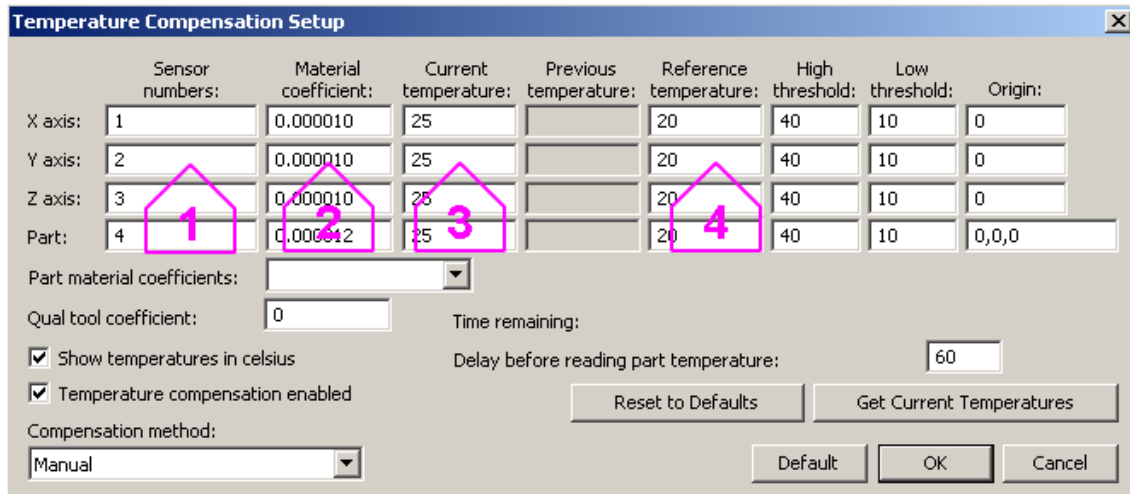 Temperature Compensation Setup
Sensor numbers: Material coefficient: Current temperature: Previous temperature: Reference temperature: High threshold: Low threshold: Origin:
X axis: 1 0.000010 25 20 40 10 0
Y axis: 2 0.000010 25 20 40 10 0
Z axis: 3 0.000010 25 20 40 10 0
1 2 3 4
Part: 4 0.000012 25 20 40 10 0,0,0
Part material coefficients:
Qual tool coefficient: 0 Time remaining:
Show temperatures in celsius Delay before reading part temperature: 60
Temperature compensation enabled Reset to Defaults Get Current Temperatures
Compensation method:
Manual Default OK Cancel